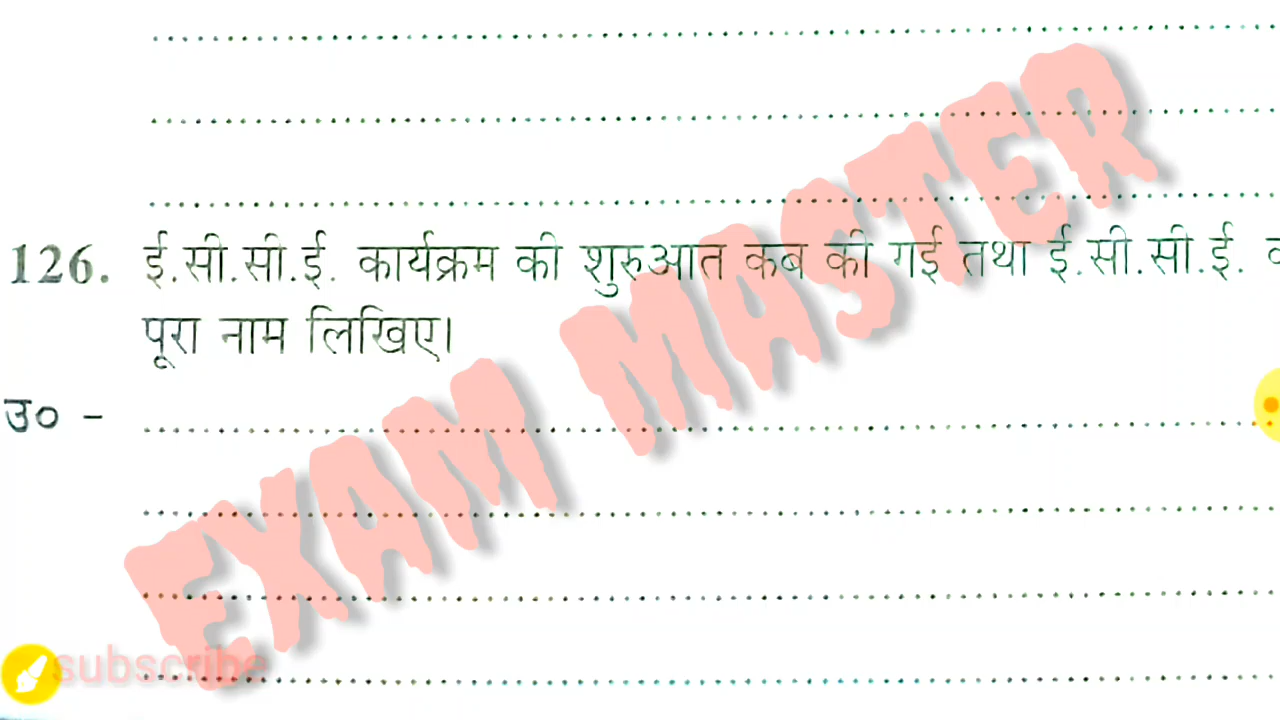 126. ई.सी.सी.ई. कार्यक्रम की शुरुआत कब की गई तथा ई.सी.सी.ई.
पूरा नाम लिखिए।
उ० -
EXAM MASTER
subscribe